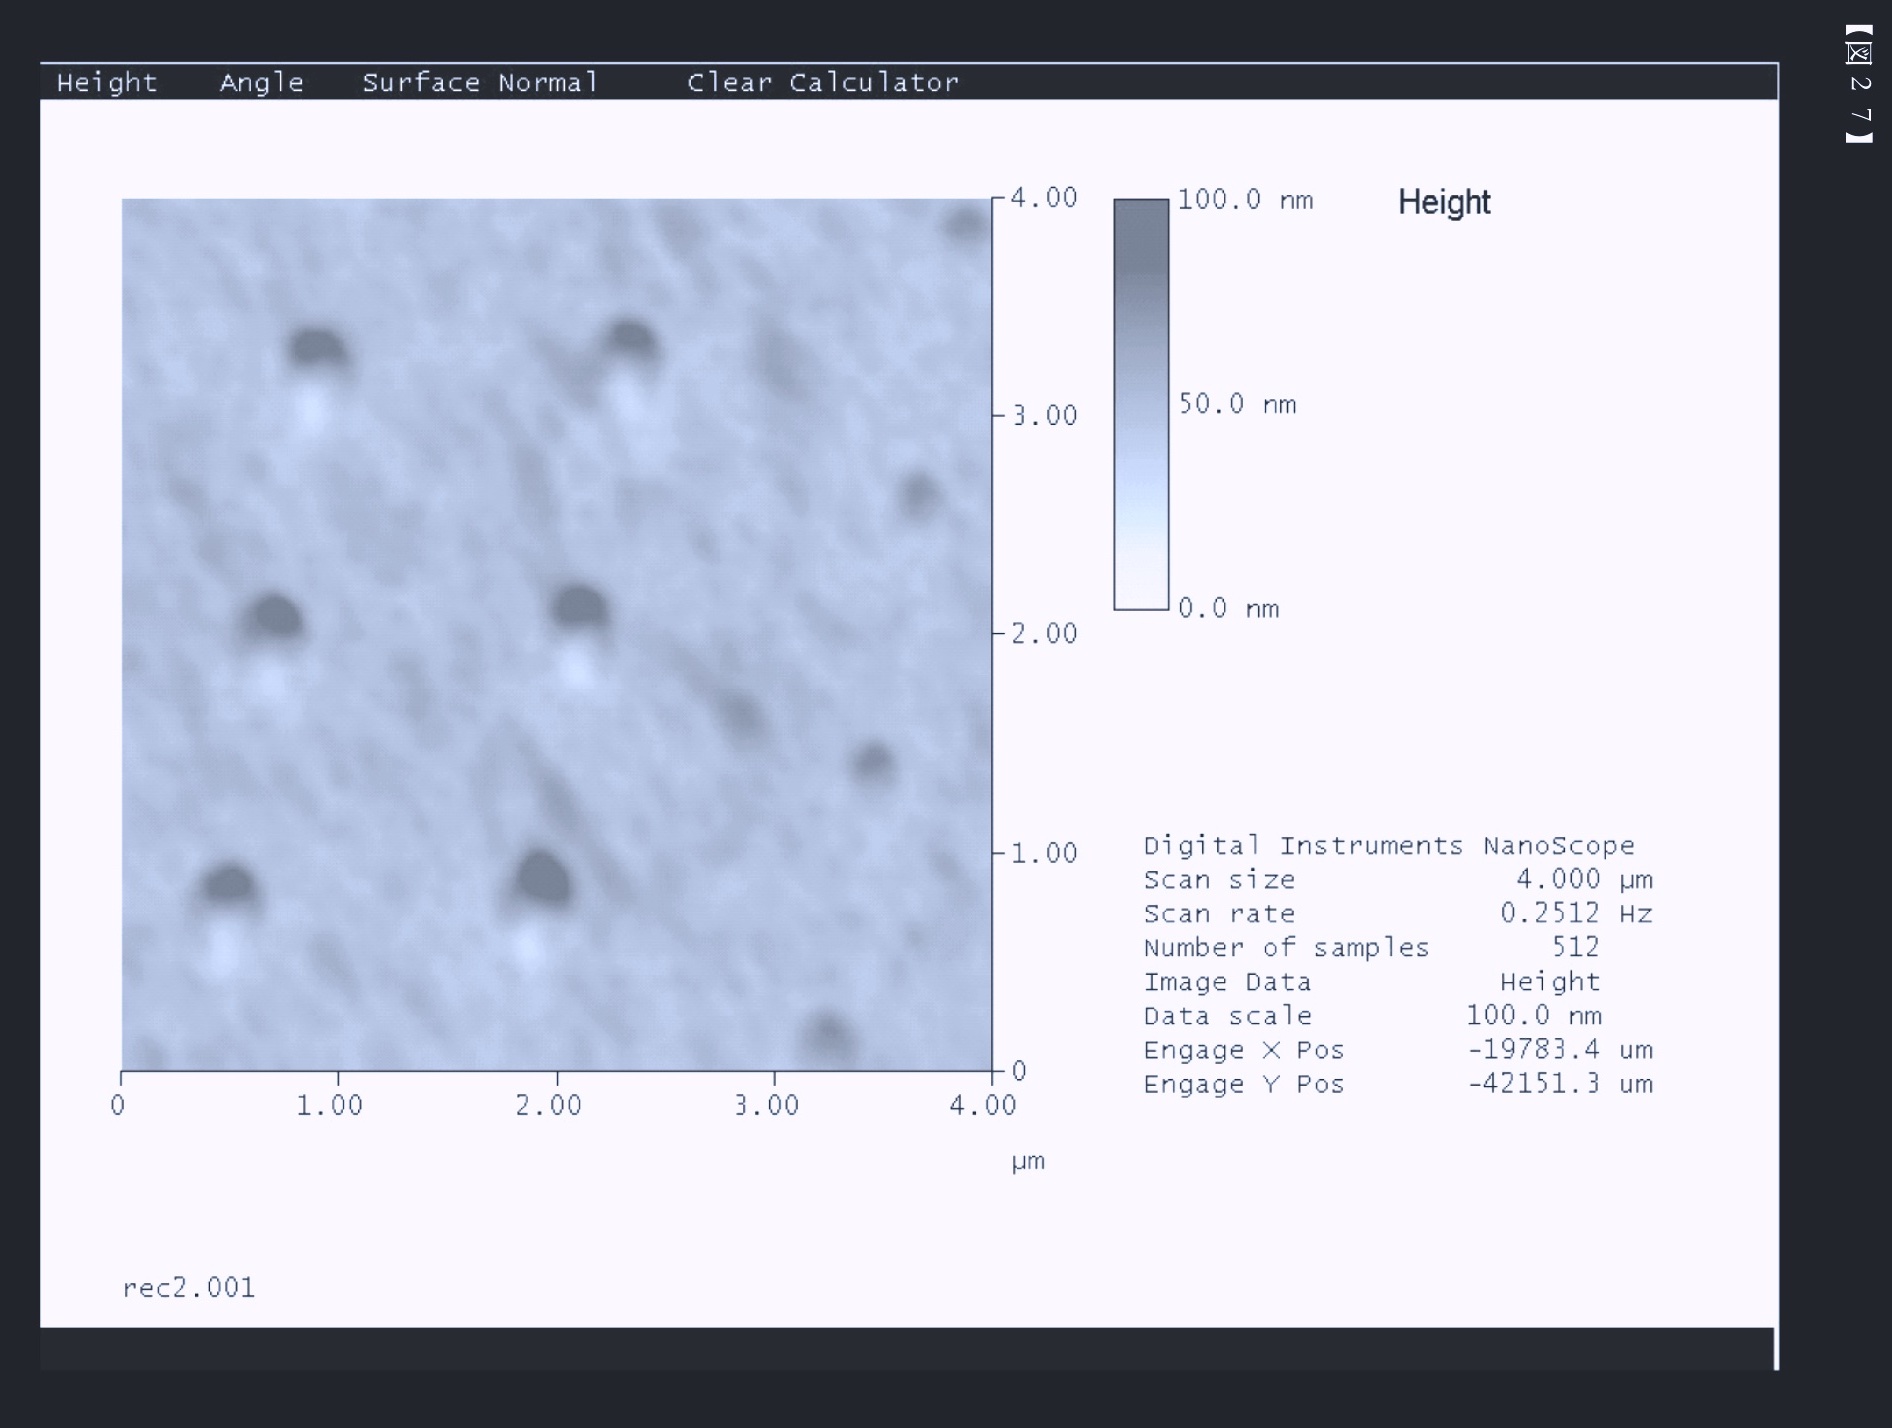 【図27】
Height Angle Surface Normal Clear Calculator
4.00
3.00
2.00
1.00
0
0 1.00 2.00 3.00 4.00
µm
100.0 nm
50.0 nm
0.0 nm
Height
Digital Instruments NanoScope
Scan size 4.000 µm
Scan rate 0.2512 Hz
Number of samples 512
Image Data Height
Data scale 100.0 nm
Engage X Pos -19783.4 um
Engage Y Pos -42151.3 um
rec2.001